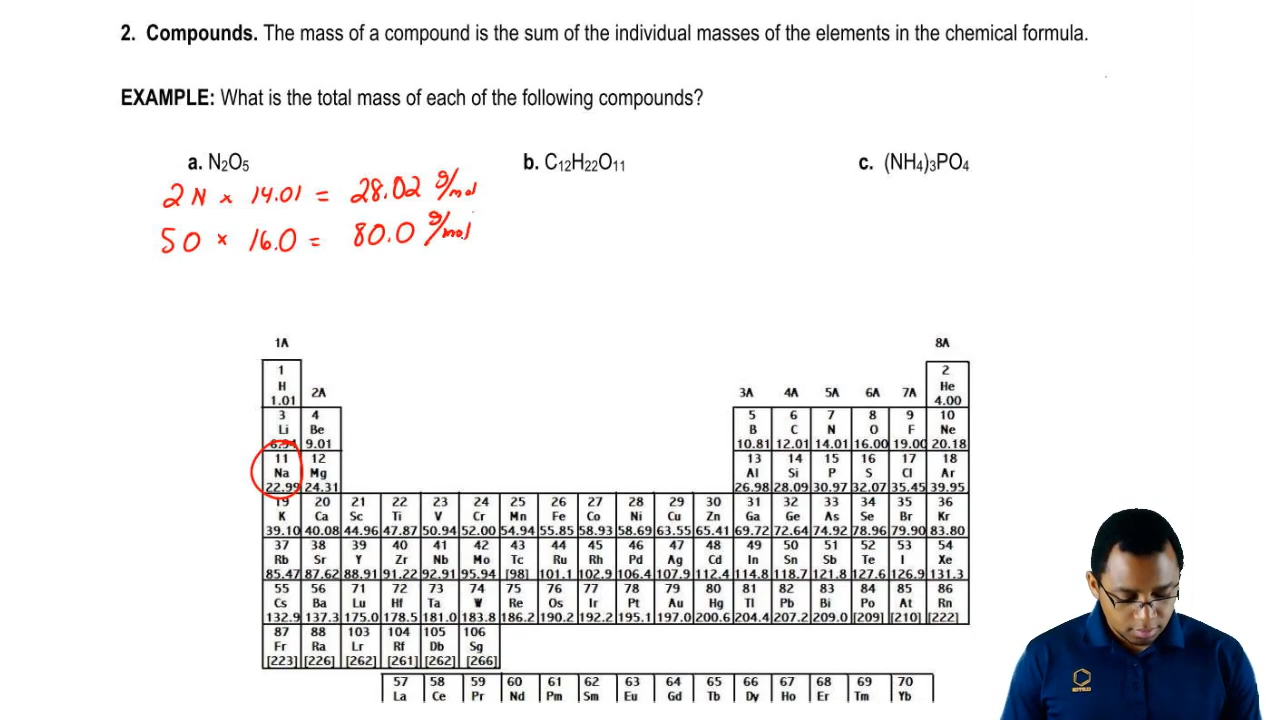 2. Compounds. The mass of a compound is the sum of the individual masses of the elements in the chemical formula.
EXAMPLE: What is the total mass of each of the following compounds?
a. N₂O₅ b. C₁₂H₂₂O₁₁ c. (NH₄)₃PO₄
2 N × 14.01 = 28.02 g/mol
5 O × 16.0 = 80.0 g/mol
1A 8A
1 2
H 2A 3A 4A 5A 6A 7A He
1.01 4.00
3 4 5 6 7 8 9 10
Li Be B C N O F Ne
6.94 9.01 10.81 12.01 14.01 16.00 19.00 20.18
11 12 13 14 15 16 17 18
Na Mg Al Si P S Cl Ar
22.99 24.31 26.98 28.09 30.97 32.07 35.45 39.95
19 20 21 22 23 24 25 26 27 28 29 30 31 32 33 34 35 36
K Ca Sc Ti V Cr Mn Fe Co Ni Cu Zn Ga Ge As Se Br Kr
39.10 40.08 44.96 47.87 50.94 52.00 54.94 55.85 58.93 58.69 63.55 65.41 69.72 72.64 74.92 78.96 79.90 83.80
37 38 39 40 41 42 43 44 45 46 47 48 49 50 51 52 53 54
Rb Sr Y Zr Nb Mo Tc Ru Rh Pd Ag Cd In Sn Sb Te I Xe
85.47 87.62 88.91 91.22 92.91 95.94 [98] 101.1 102.9 106.4 107.9 112.4 114.8 118.7 121.8 127.6 126.9 131.3
55 56 71 72 73 74 75 76 77 78 79 80 81 82 83 84 85 86
Cs Ba Lu Hf Ta W Re Os Ir Pt Au Hg Tl Pb Bi Po At Rn
132.9 137.3 175.0 178.5 181.0 183.8 186.2 190.2 192.2 195.1 197.0 200.6 204.4 207.2 209.0 [209] [210] [222]
87 88 103 104 105 106
Fr Ra Lr Rf Db Sg
[223] [226] [262] [261] [262] [266]
57 58 59 60 61 62 63 64 65 66 67 68 69 70
La Ce Pr Nd Pm Sm Eu Gd Tb Dy Ho Er Tm Yb